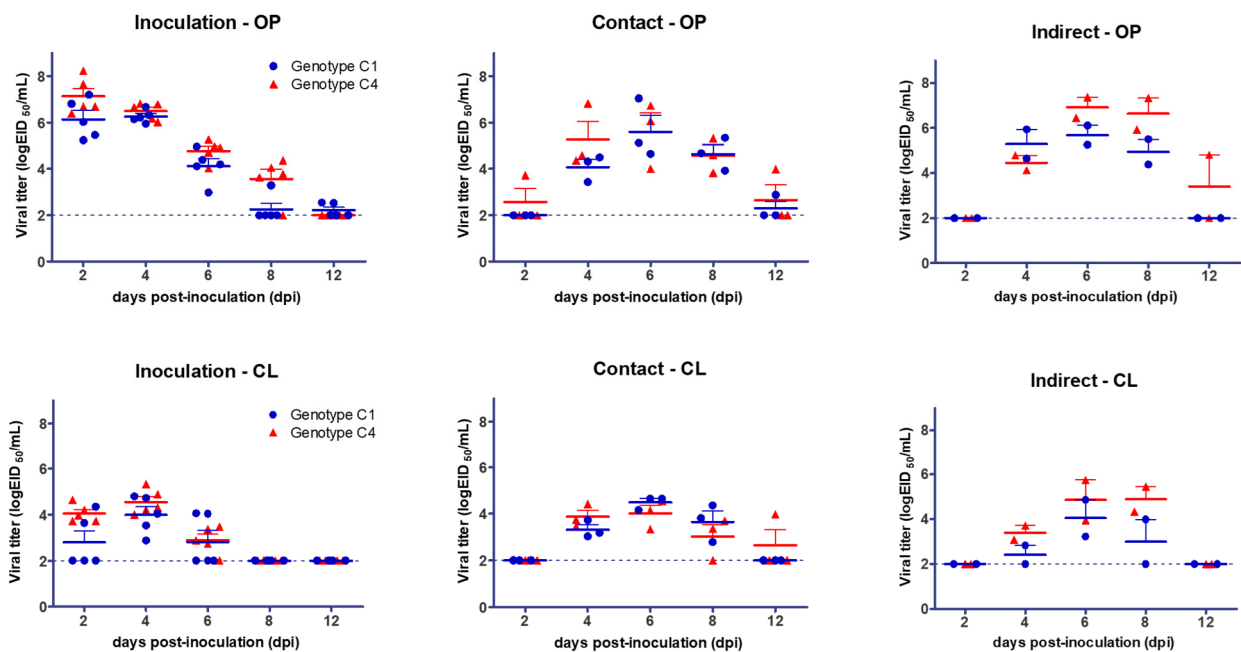 Inoculation - OP
Viral titer (logEID 50/mL)
8
6
4
2
0
Genotype C1
Genotype C4
2 4 6 8 12
days post-inoculation (dpi)
Contact - OP
Viral titer (logEID 50/mL)
8
6
4
2
0
2 4 6 8 12
days post-inoculation (dpi)
Indirect - OP
Viral titer (logEID 50/mL)
8
6
4
2
0
2 4 6 8 12
days post-inoculation (dpi)
Inoculation - CL
Viral titer (logEID 50/mL)
8
6
4
2
0
Genotype C1
Genotype C4
2 4 6 8 12
days post-inoculation (dpi)
Contact - CL
Viral titer (logEID 50/mL)
8
6
4
2
0
2 4 6 8 12
days post-inoculation (dpi)
Indirect - CL
Viral titer (logEID 50/mL)
8
6
4
2
0
2 4 6 8 12
days post-inoculation (dpi)